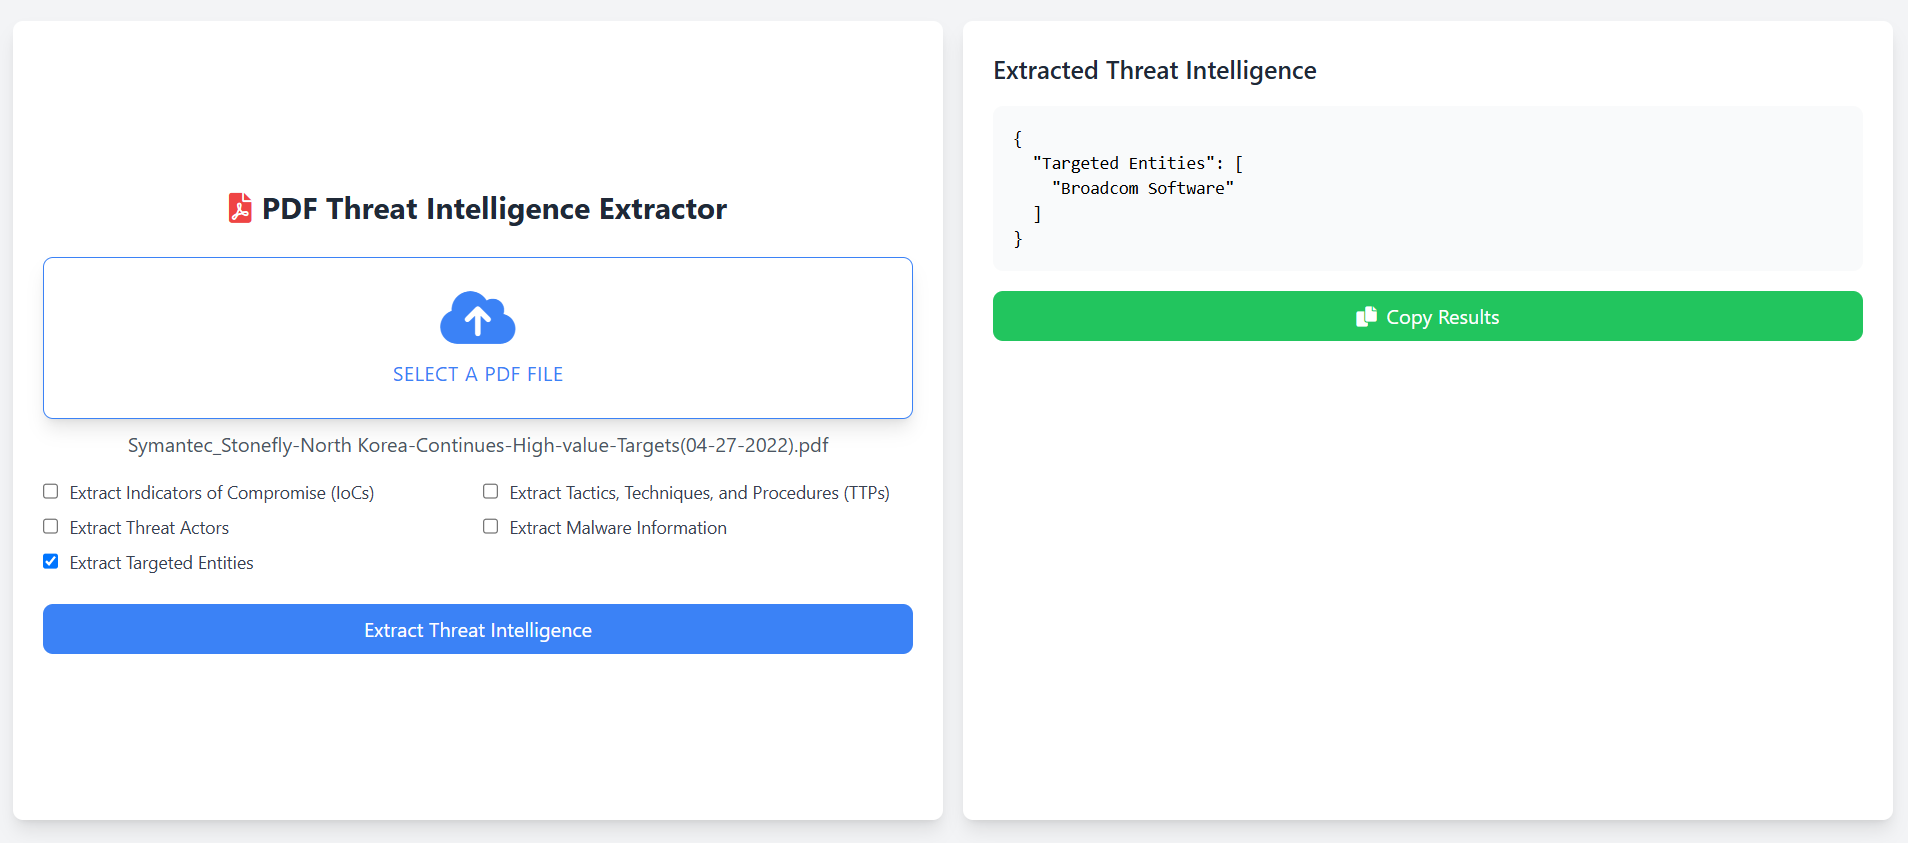 PDF Threat Intelligence Extractor
SELECT A PDF FILE
Symantec_Stonefly-North Korea-Continues-High-value-Targets(04-27-2022).pdf
Extract Indicators of Compromise (IoCs)
Extract Tactics, Techniques, and Procedures (TTPs)
Extract Threat Actors
Extract Malware Information
Extract Targeted Entities
Extract Threat Intelligence
Extracted Threat Intelligence
{
  "Targeted Entities": [
    "Broadcom Software"
  ]
}
Copy Results